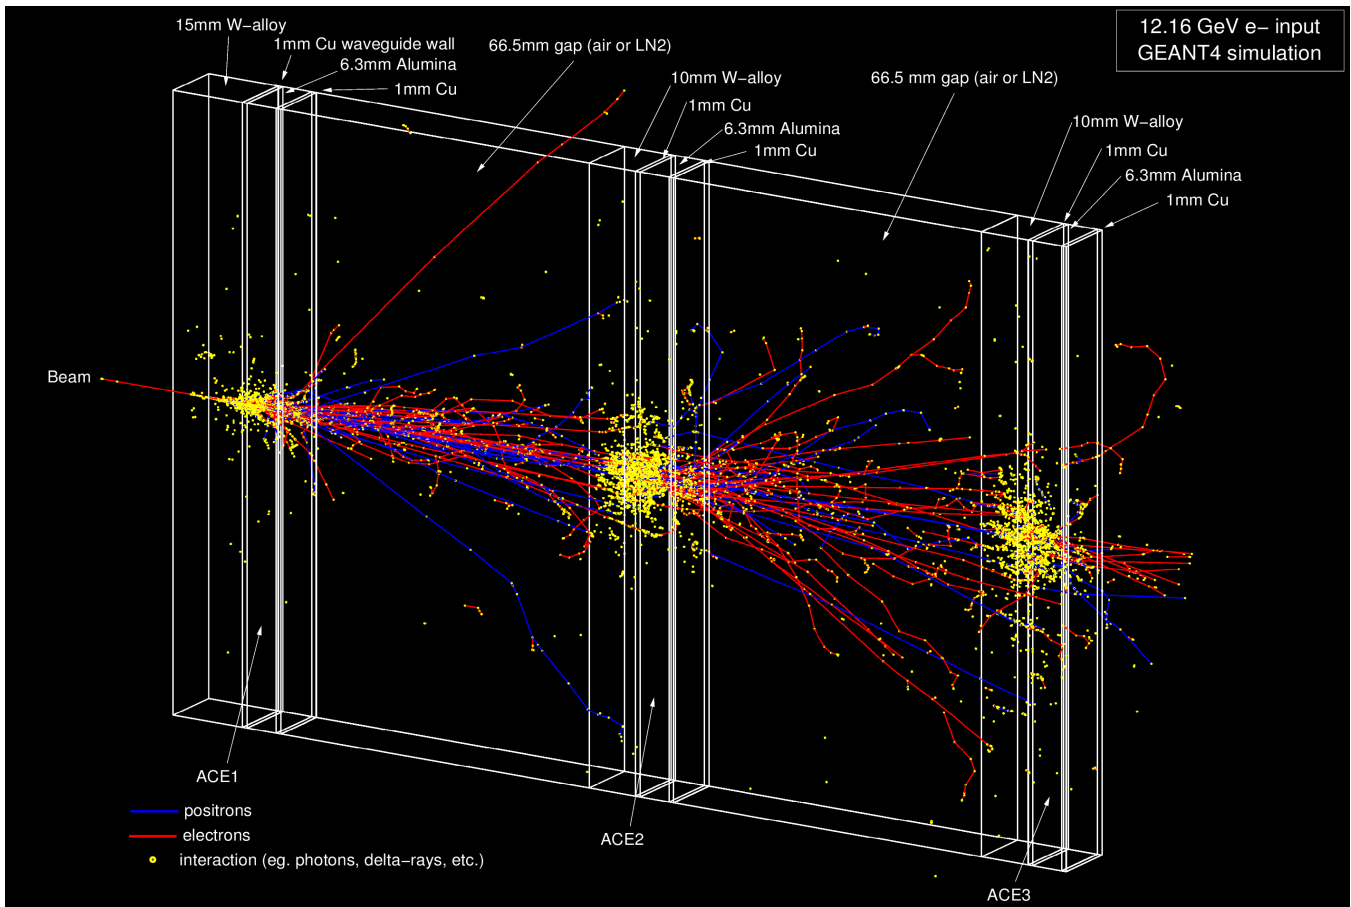 12.16 GeV e− input
GEANT4 simulation
15mm W−alloy
1mm Cu waveguide wall
6.3mm Alumina
1mm Cu
66.5mm gap (air or LN2)
10mm W−alloy
1mm Cu
6.3mm Alumina
1mm Cu
66.5 mm gap (air or LN2)
10mm W−alloy
1mm Cu
6.3mm Alumina
1mm Cu
Beam
ACE1
ACE2
ACE3
positrons
electrons
interaction (eg. photons, delta−rays, etc.)